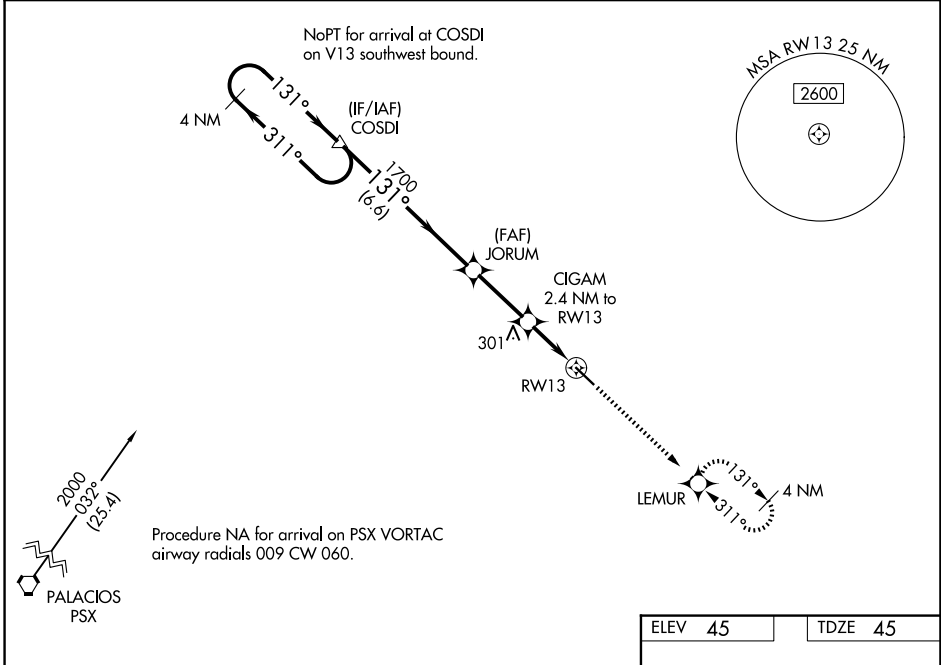 NoPT for arrival at COSDI
on V13 southwest bound.
MSA RW13 25 NM
2600
131°
4 NM
311°
(IF/IAF)
COSDI
1700
131°
(6.6)
(FAF)
JORUM
CIGAM
2.4 NM to
RW13
301
RW13
LEMUR
131°
4 NM
311°
2000
032°
(25.4)
PALACIOS
PSX
Procedure NA for arrival on PSX VORTAC
airway radials 009 CW 060.
ELEV 45
TDZE 45